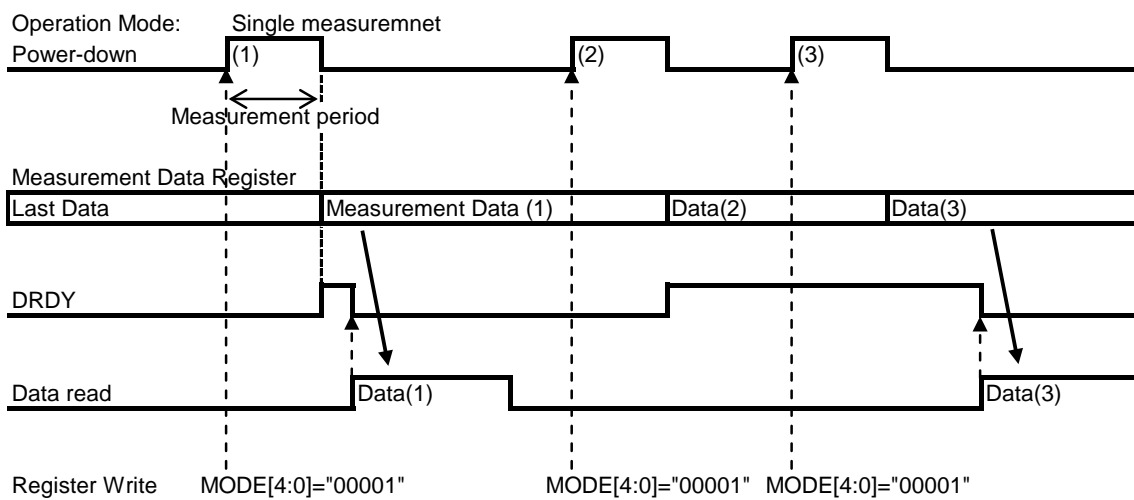 Operation Mode: Single measuremnet
Power-down (1) (2) (3)
Measurement period
Measurement Data Register
Last Data Measurement Data (1) Data(2) Data(3)
DRDY
Data read Data(1) Data(3)
Register Write MODE[4:0]="00001" MODE[4:0]="00001" MODE[4:0]="00001"